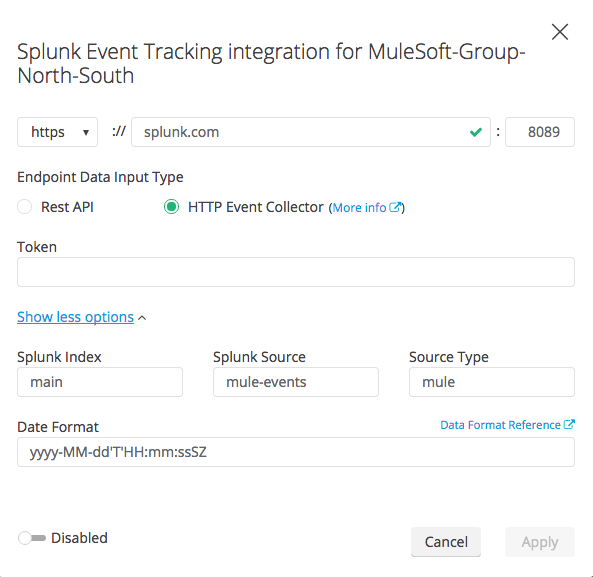 Splunk Event Tracking integration for MuleSoft-Group-
North-South
https :// splunk.com : 8089
Endpoint Data Input Type
Rest API HTTP Event Collector (More info)
Token
Show less options
Splunk Index Splunk Source Source Type
main mule-events mule
Date Format Data Format Reference
yyyy-MM-dd'T'HH:mm:ssSZ
Disabled Cancel Apply